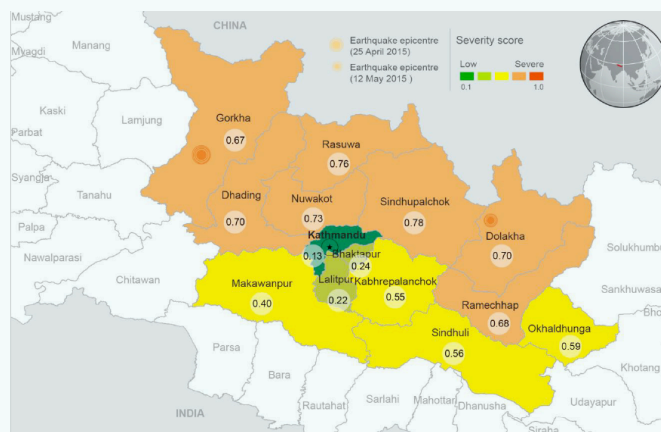 CHINA
Earthquake epicentre
(25 April 2015)
Earthquake epicentre
(12 May 2015 )
Severity score
Low
Severe
0.1
1.0
Mustang
Manang
Myagdi
Kaski
Lamjung
Parbat
Syangja
Tanahu
Palpa
Nawalparasi
Chitawan
Gorkha
0.67
Rasuwa
0.76
Dhading
0.70
Nuwakot
0.73
Sindhupalchok
0.78
Dolakha
0.70
Kathmandu
0.13
Bhaktapur
0.24
Lalitpur
0.22
Kabhrepalanchok
0.55
Makawanpur
0.40
Ramechhap
0.68
Okhaldhunga
0.59
Sindhuli
0.56
Solukhumbu
Sankhuwasa
Bho
Khotang
Udayapur
Parsa
Bara
Rautahat
Sarlahi
Mahottari
Dhanusha
Siraha
INDIA